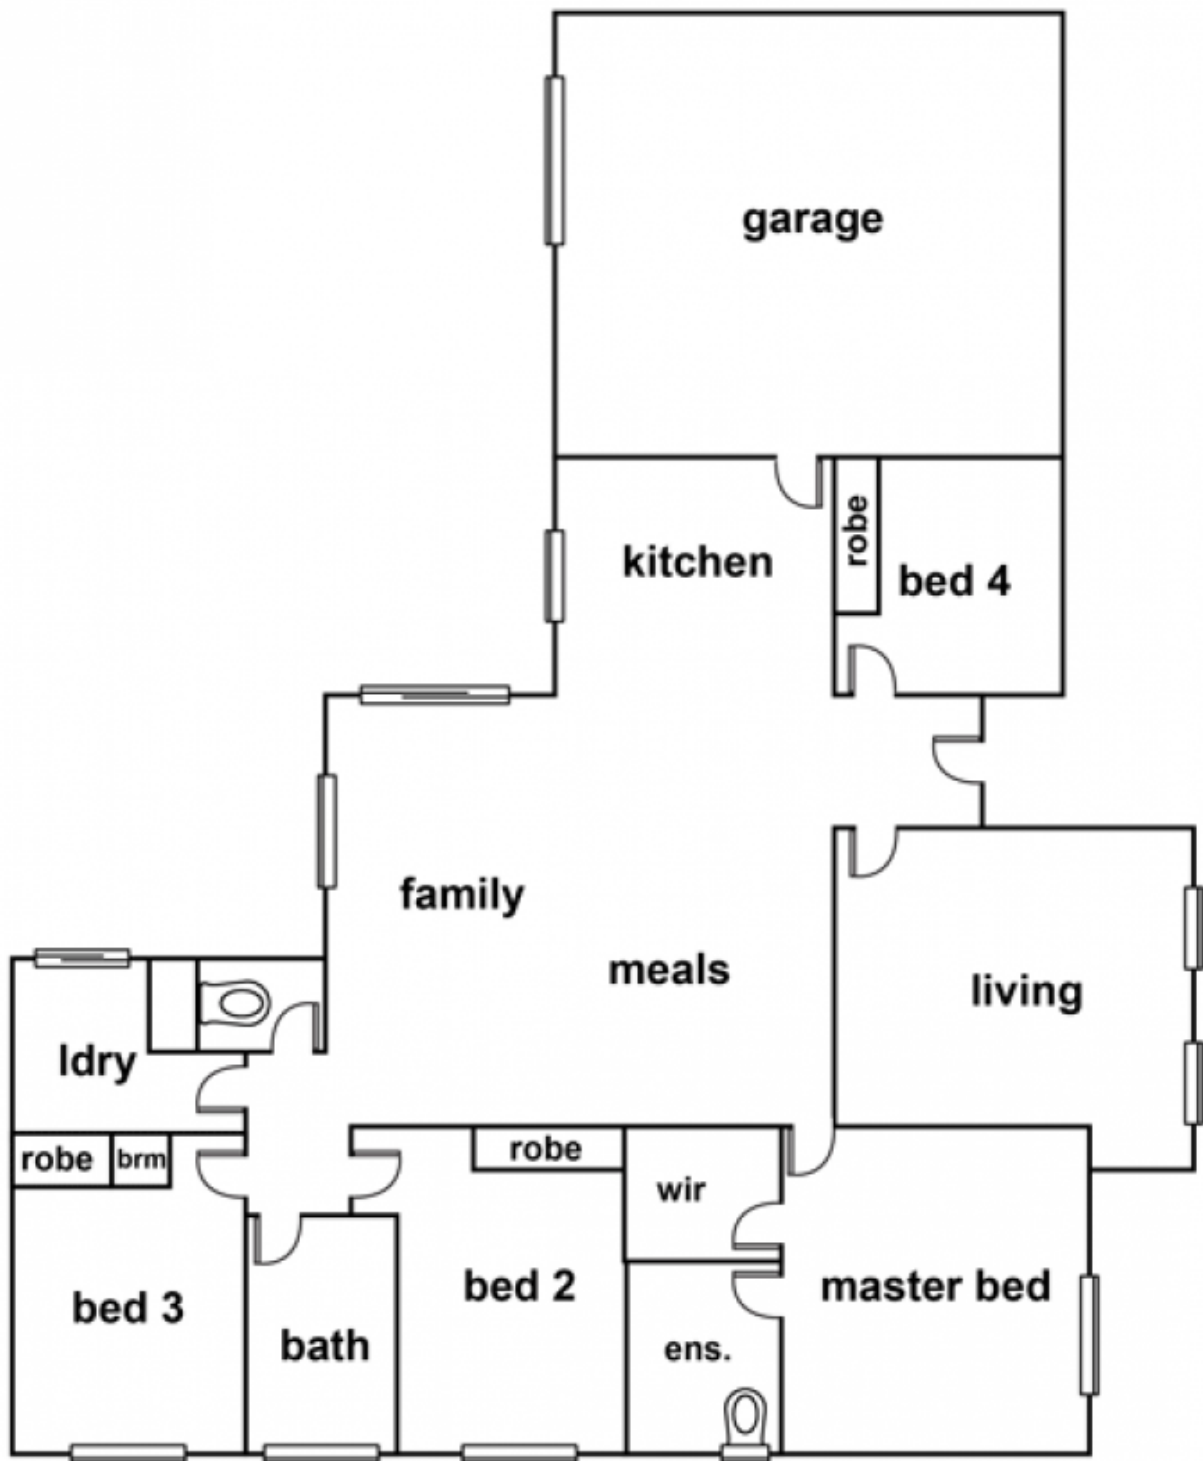 garage
robe
kitchen
bed 4
family
meals
living
ldry
robe
brm
robe
wir
bed 3
bed 2
master bed
bath
ens.